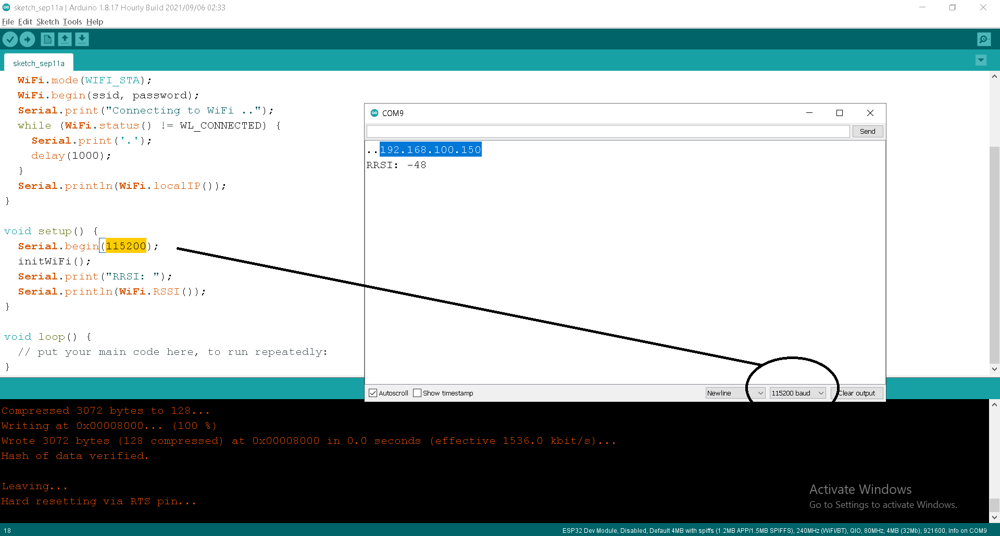 sketch_sep11a | Arduino 1.8.17 Hourly Build 2021/09/06 02:33
File Edit Sketch Tools Help
sketch_sep11a
WiFi.mode(WIFI_STA);
WiFi.begin(ssid, password);
Serial.print("Connecting to WiFi ..");
while (WiFi.status() != WL_CONNECTED) {
Serial.print('.');
delay(1000);
}
Serial.println(WiFi.localIP());
}
void setup() {
Serial.begin(115200);
initWiFi();
Serial.print("RRSI: ");
Serial.println(WiFi.RSSI());
}
void loop() {
// put your main code here, to run repeatedly:
}
COM9
Send
..192.168.100.150
RRSI: -48
Autoscroll Show timestamp Newline 115200 baud Clear output
Compressed 3072 bytes to 128...
Writing at 0x00008000... (100 %)
Wrote 3072 bytes (128 compressed) at 0x00008000 in 0.0 seconds (effective 1536.0 kbit/s)...
Hash of data verified.
Leaving...
Hard resetting via RTS pin...
Activate Windows
Go to Settings to activate Windows.
18 ESP32 Dev Module, Disabled, Default 4MB with spiffs (1.2MB APP/1.5MB SPIFFS), 240MHz (WiFi/BT), QIO, 80MHz, 4MB (32Mb), 921600, Info on COM9